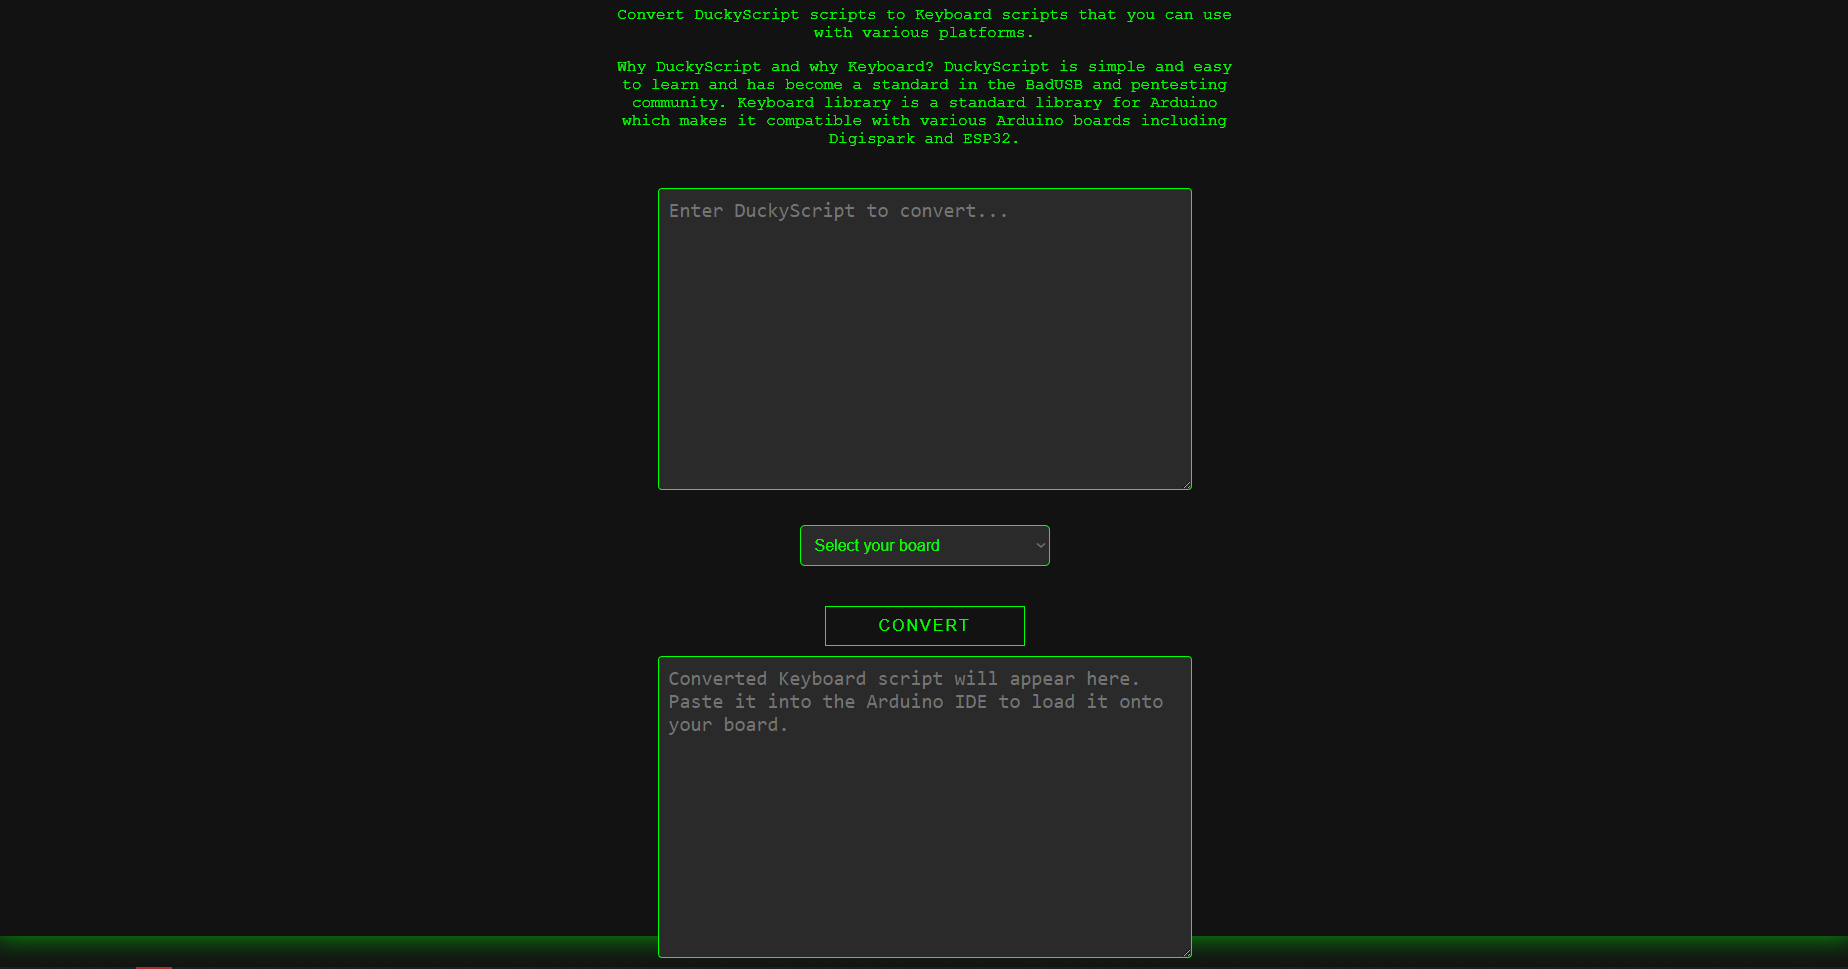 Convert DuckyScript scripts to Keyboard scripts that you can use
with various platforms.
Why DuckyScript and why Keyboard? DuckyScript is simple and easy
to learn and has become a standard in the BadUSB and pentesting
community. Keyboard library is a standard library for Arduino
which makes it compatible with various Arduino boards including
Digispark and ESP32.
Enter DuckyScript to convert...
Select your board
CONVERT
Converted Keyboard script will appear here.
Paste it into the Arduino IDE to load it onto
your board.